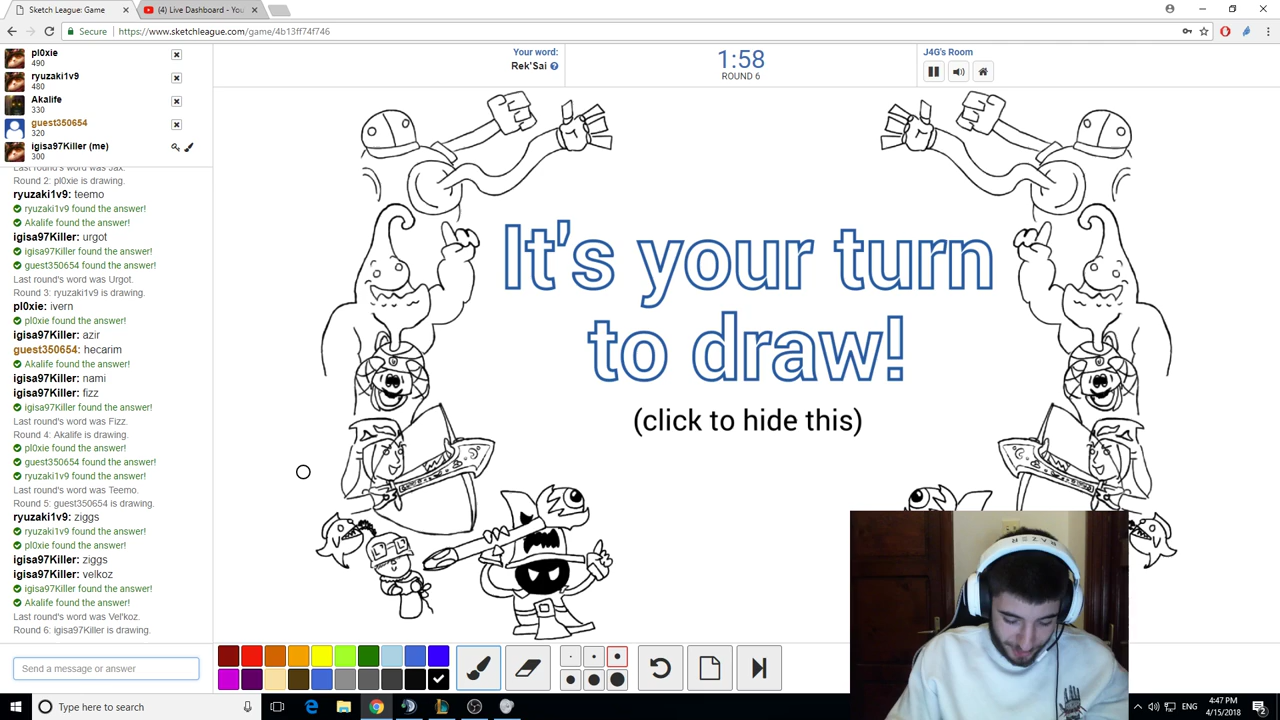 Sketch League: Game
(4) Live Dashboard - You
Secure
https://www.sketchleague.com/game/4b13ff74f746
pl0xie
490
ryuzaki1v9
480
Akalife
330
guest350654
320
igisa97Killer (me)
300
Your word:
Rek'Sai
1:58
ROUND 6
J4G's Room
Last round's word was Jax.
Round 2: pl0xie is drawing.
ryuzaki1v9: teemo
ryuzaki1v9 found the answer!
Akalife found the answer!
igisa97Killer: urgot
igisa97Killer found the answer!
guest350654 found the answer!
Last round's word was Urgot.
Round 3: ryuzaki1v9 is drawing.
pl0xie: ivern
pl0xie found the answer!
igisa97Killer: azir
guest350654: hecarim
Akalife found the answer!
igisa97Killer: nami
igisa97Killer: fizz
igisa97Killer found the answer!
Last round's word was Fizz.
Round 4: Akalife is drawing.
pl0xie found the answer!
guest350654 found the answer!
ryuzaki1v9 found the answer!
Last round's word was Teemo.
Round 5: guest350654 is drawing.
ryuzaki1v9: ziggs
ryuzaki1v9 found the answer!
pl0xie found the answer!
igisa97Killer: ziggs
igisa97Killer: velkoz
igisa97Killer found the answer!
Akalife found the answer!
Last round's word was Vel'koz.
Round 6: igisa97Killer is drawing.
Send a message or answer
It's your turn
to draw!
(click to hide this)
RAZER
Type here to search
ENG
4:47 PM
4/15/2018
2